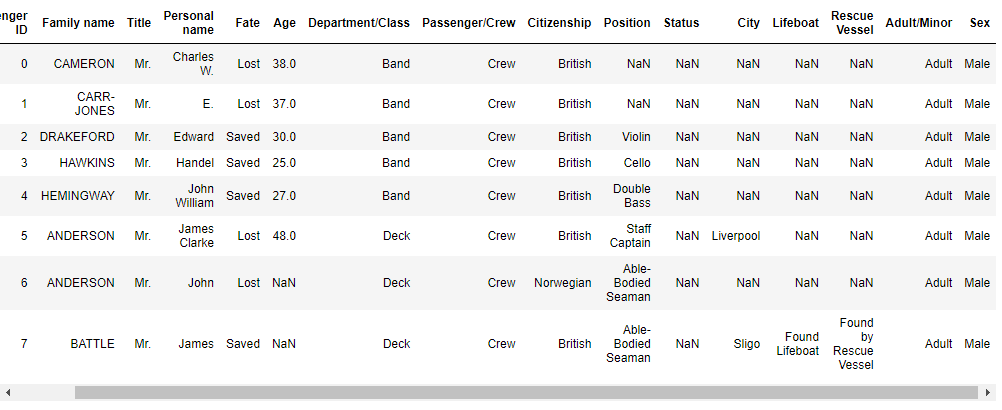 enger ID Family name Title Personal name Fate Age Department/Class Passenger/Crew Citizenship Position Status City Lifeboat Rescue Vessel Adult/Minor Sex
0 CAMERON Mr. Charles W. Lost 38.0 Band Crew British NaN NaN NaN NaN NaN Adult Male
1 CARR-JONES Mr. E. Lost 37.0 Band Crew British NaN NaN NaN NaN NaN Adult Male
2 DRAKEFORD Mr. Edward Saved 30.0 Band Crew British Violin NaN NaN NaN NaN Adult Male
3 HAWKINS Mr. Handel Saved 25.0 Band Crew British Cello NaN NaN NaN NaN Adult Male
4 HEMINGWAY Mr. John William Saved 27.0 Band Crew British Double Bass NaN NaN NaN NaN Adult Male
5 ANDERSON Mr. James Clarke Lost 48.0 Deck Crew British Staff Captain NaN Liverpool NaN NaN Adult Male
6 ANDERSON Mr. John Lost NaN Deck Crew Norwegian Able-Bodied Seaman NaN NaN NaN NaN Adult Male
7 BATTLE Mr. James Saved NaN Deck Crew British Able-Bodied Seaman NaN Sligo Found Lifeboat Found by Rescue Vessel Adult Male